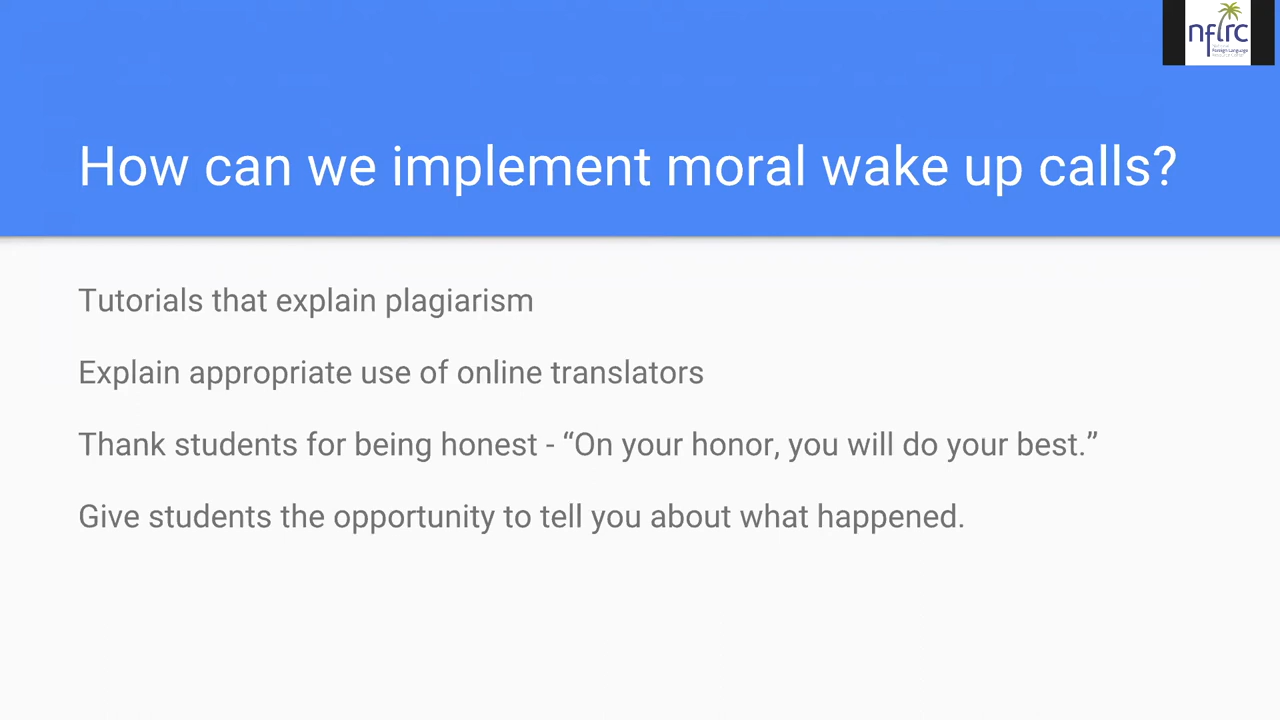 nflrc
Foreign Language
How can we implement moral wake up calls?
Tutorials that explain plagiarism
Explain appropriate use of online translators
Thank students for being honest - “On your honor, you will do your best.”
Give students the opportunity to tell you about what happened.